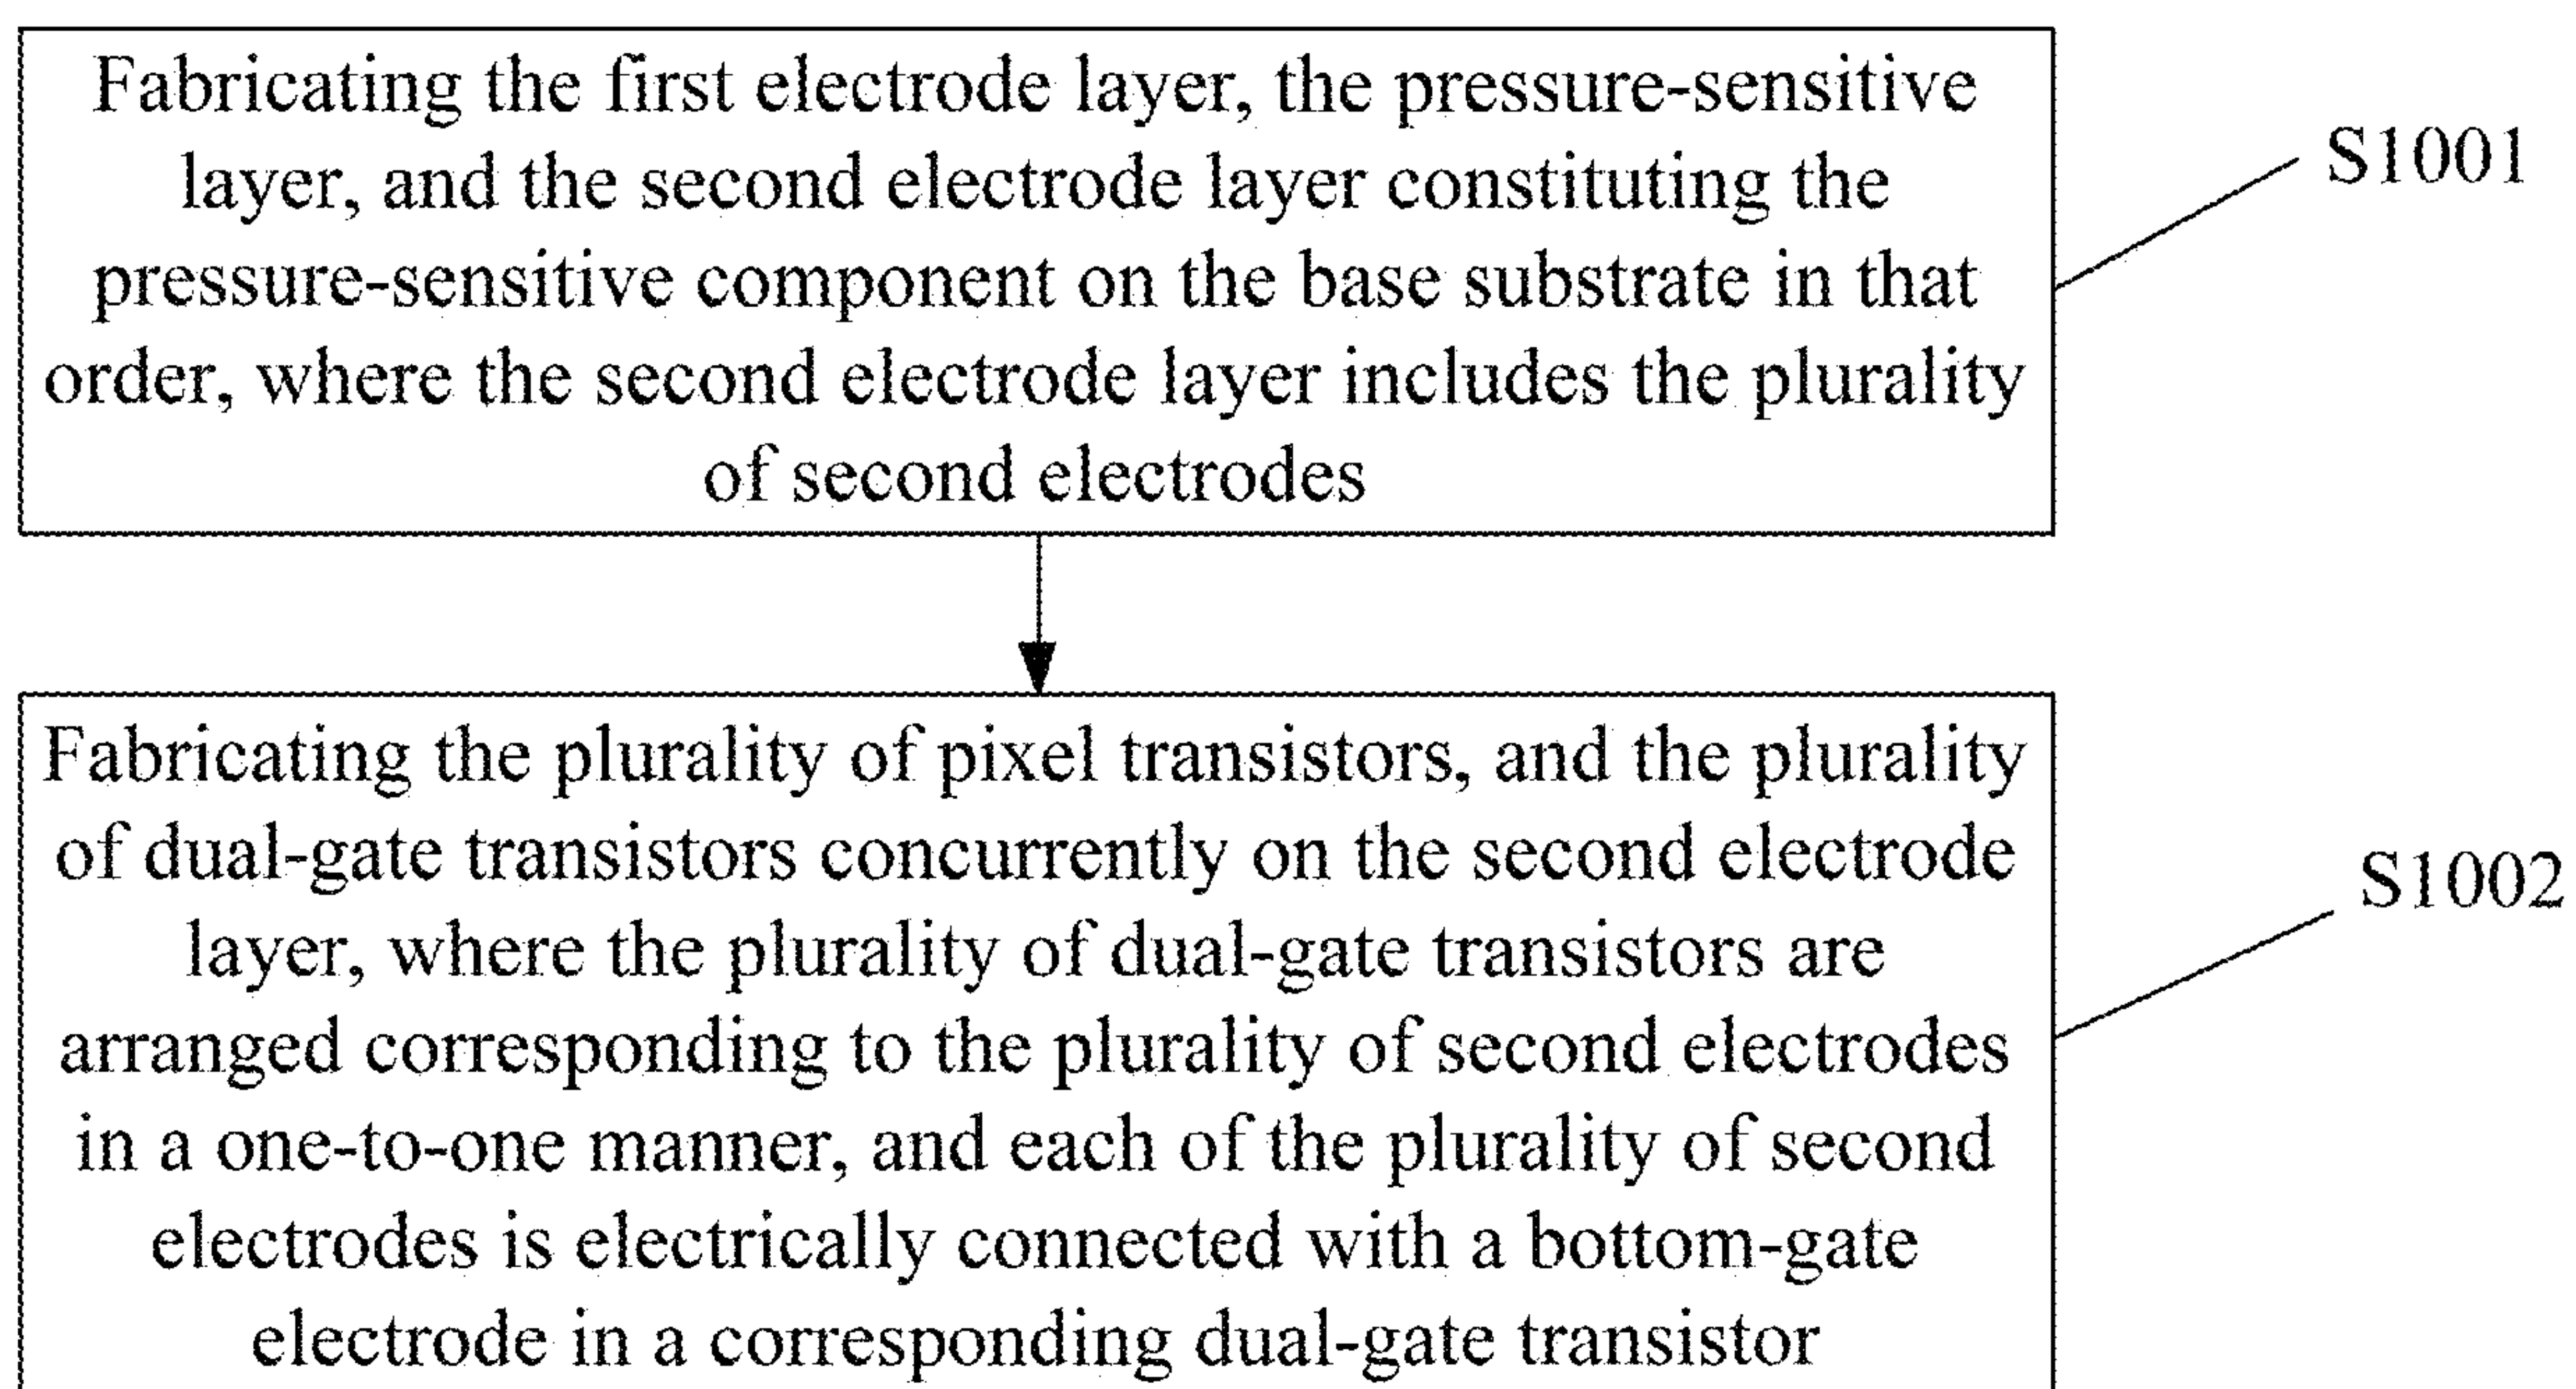 Fabricating the first electrode layer, the pressure-sensitive
layer, and the second electrode layer constituting the
pressure-sensitive component on the base substrate in that
order, where the second electrode layer includes the plurality
of second electrodes
S1001
Fabricating the plurality of pixel transistors, and the plurality
of dual-gate transistors concurrently on the second electrode
layer, where the plurality of dual-gate transistors are
arranged corresponding to the plurality of second electrodes
in a one-to-one manner, and each of the plurality of second
electrodes is electrically connected with a bottom-gate
electrode in a corresponding dual-gate transistor
S1002